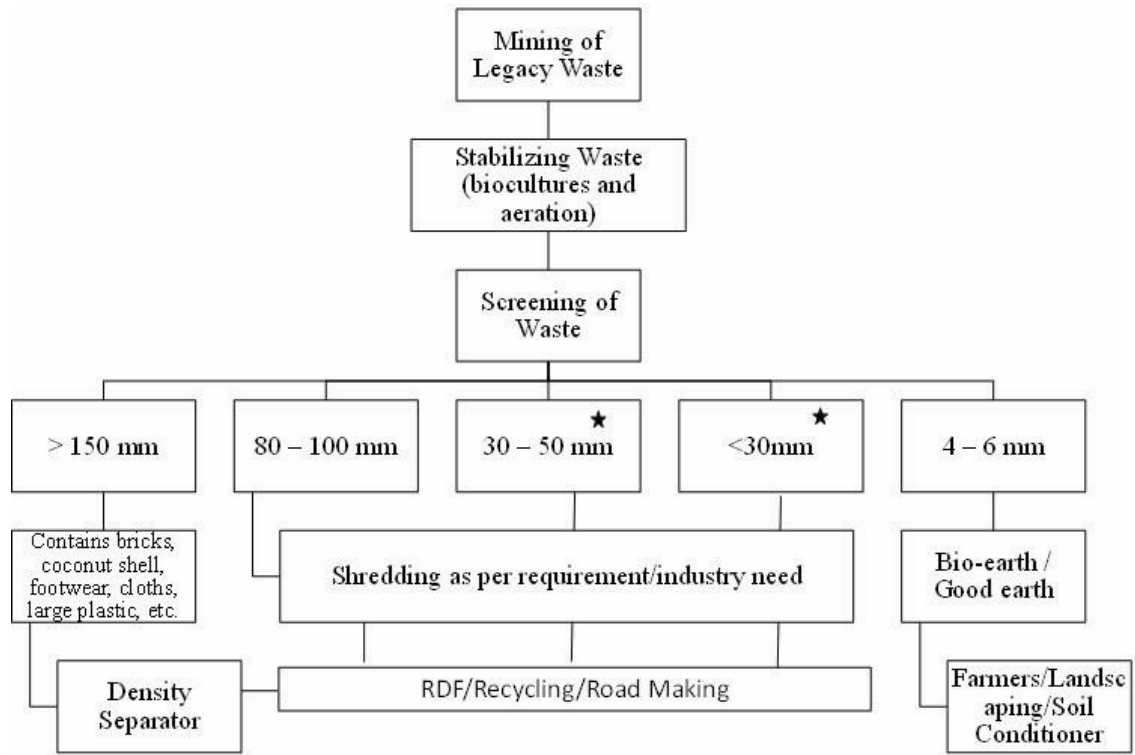 Mining of
Legacy Waste
Stabilizing Waste
(biocultures and
aeration)
Screening of
Waste
> 150 mm
80 – 100 mm
30 – 50 mm
<30mm
4 – 6 mm
Contains bricks,
coconut shell,
footwear, cloths,
large plastic, etc.
Shredding as per requirement/industry need
Bio-earth /
Good earth
Density
Separator
RDF/Recycling/Road Making
Farmers/Landsc
aping/Soil
Conditioner